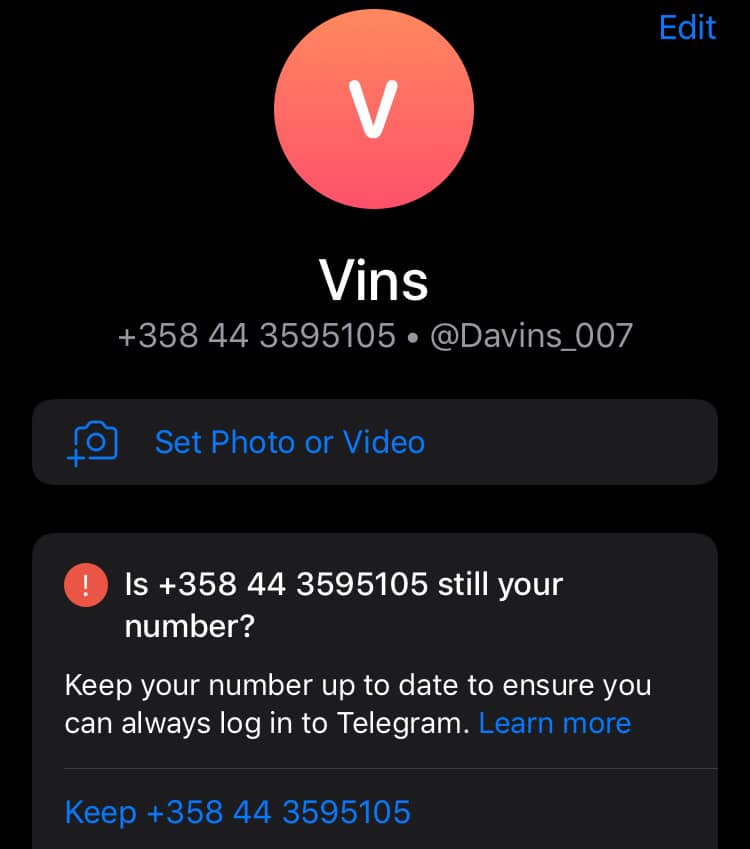 Edit
V
Vins
+358 44 3595105 • @Davins_007
Set Photo or Video
! Is +358 44 3595105 still your
number?
Keep your number up to date to ensure you
can always log in to Telegram. Learn more
Keep +358 44 3595105